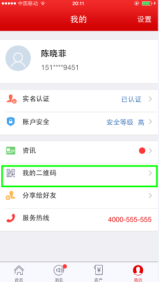 中国移动 20:11
我的 设置
陈晓菲
151****9451
实名认证 已认证
账户安全 安全等级 高
资讯
我的二维码
分享给好友
服务热线 4000-555-555
资产
我的